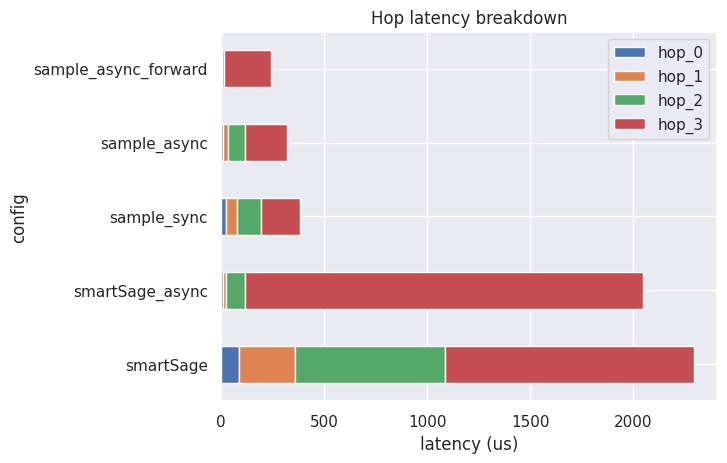 Hop latency breakdown
hop_0
hop_1
hop_2
hop_3
config
sample_async_forward
sample_async
sample_sync
smartSage_async
smartSage
0 500 1000 1500 2000
latency (us)